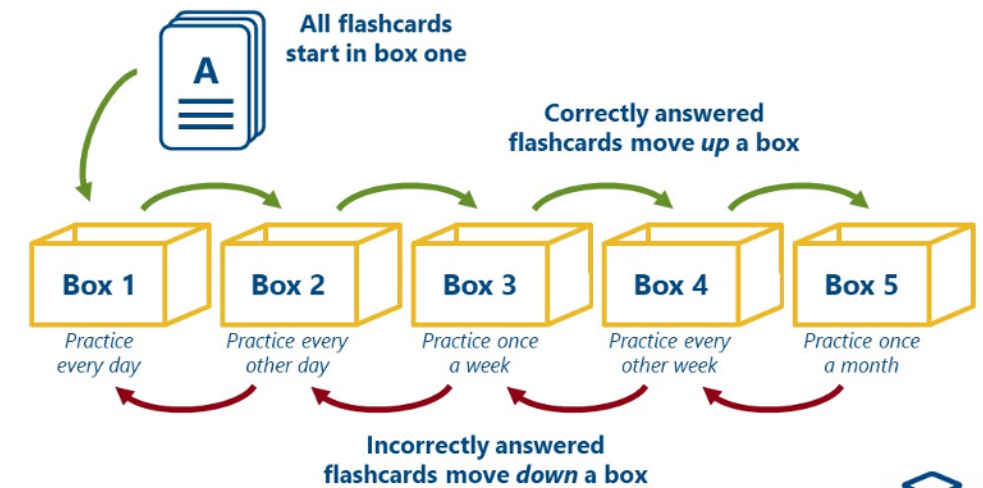 All flashcards
start in box one
A
Correctly answered
flashcards move up a box
Box 1
Box 2
Box 3
Box 4
Box 5
Practice
every day
Practice every
other day
Practice once
a week
Practice every
other week
Practice once
a month
Incorrectly answered
flashcards move down a box